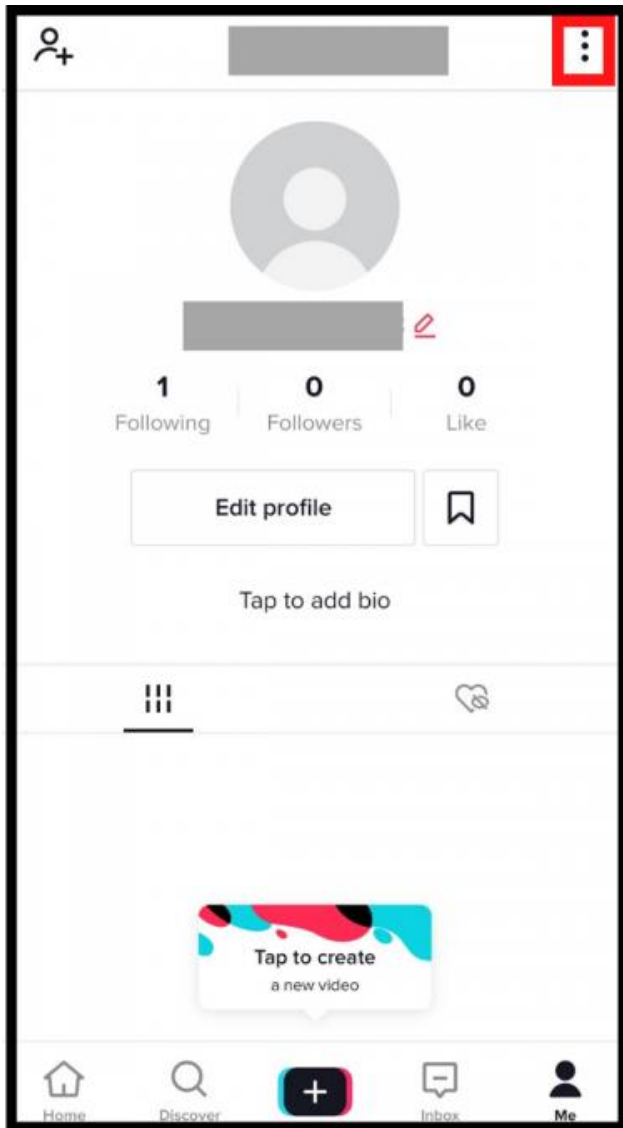 1 0 0
Following Followers Like
Edit profile
Tap to add bio
Tap to create
a new video
Home Discover Inbox Me